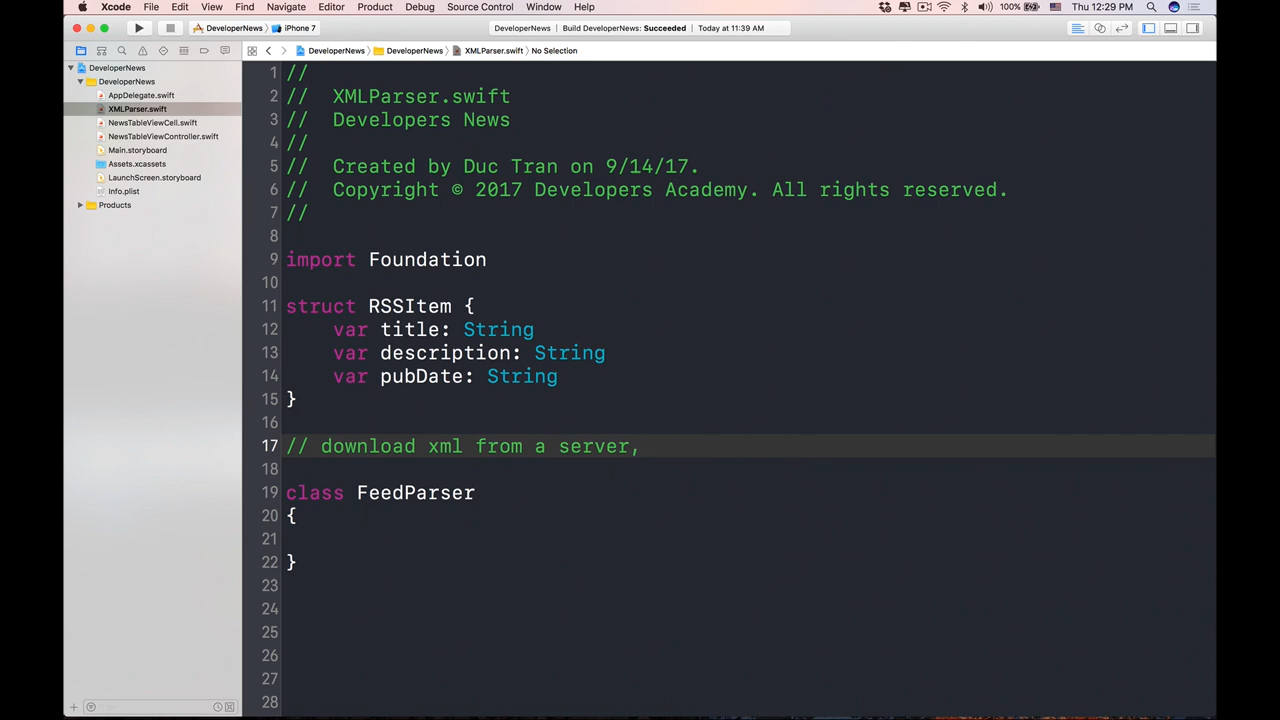 Xcode File Edit View Find Navigate Editor Product Debug Source Control Window Help 100% Thu 12:29 PM
DeveloperNews iPhone 7 DeveloperNews Build DeveloperNews: Succeeded Today at 11:39 AM
DeveloperNews DeveloperNews XMLParser.swift No Selection
DeveloperNews
DeveloperNews
AppDelegate.swift
XMLParser.swift
NewsTableViewCell.swift
NewsTableViewController.swift
Main.storyboard
Assets.xcassets
LaunchScreen.storyboard
Info.plist
Products
1 //
2 // XMLParser.swift
3 // Developers News
4 //
5 // Created by Duc Tran on 9/14/17.
6 // Copyright © 2017 Developers Academy. All rights reserved.
7 //
8
9 import Foundation
10
11 struct RSSItem {
12 var title: String
13 var description: String
14 var pubDate: String
15 }
16
17 // download xml from a server,
18
19 class FeedParser
20 {
21
22 }
23
24
25
26
27
28